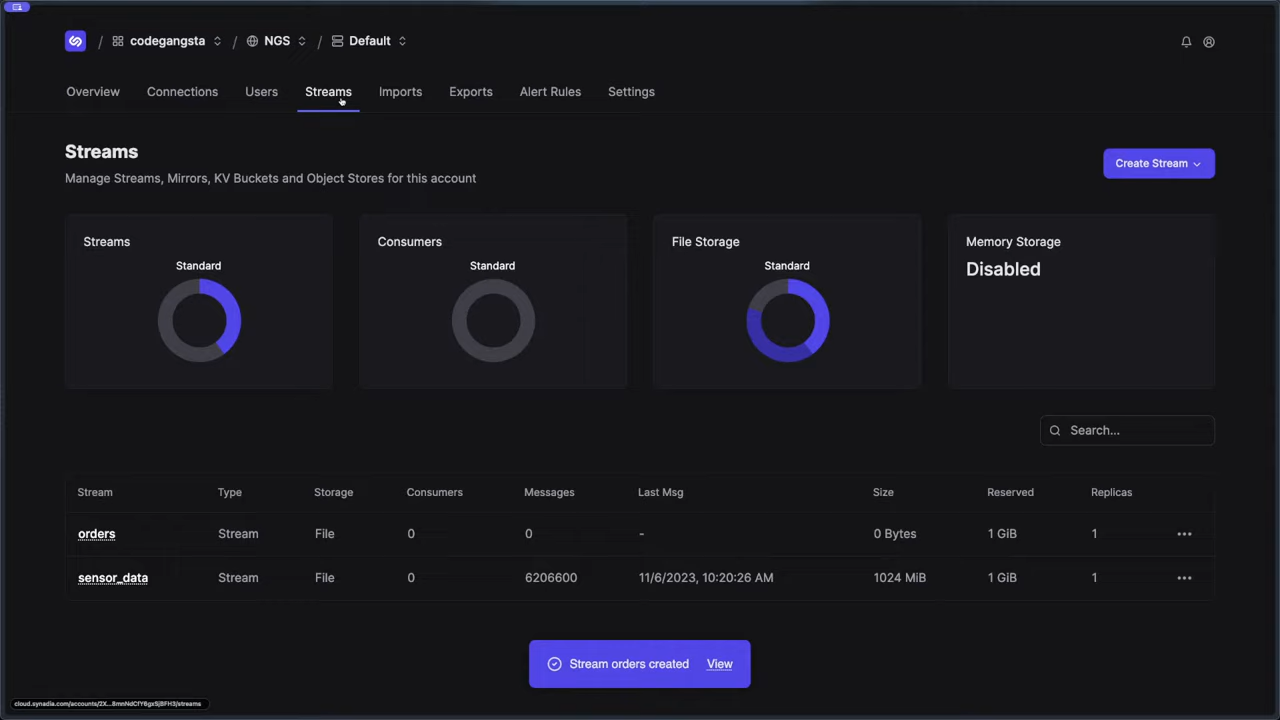 / codegangsta / NGS / Default
Overview Connections Users Streams Imports Exports Alert Rules Settings
Streams
Manage Streams, Mirrors, KV Buckets and Object Stores for this account
Create Stream
Streams
Standard
Consumers
Standard
File Storage
Standard
Memory Storage
Disabled
Search...
Stream Type Storage Consumers Messages Last Msg Size Reserved Replicas
orders Stream File 0 0 - 0 Bytes 1 GiB 1
sensor_data Stream File 0 6206600 11/6/2023, 10:20:26 AM 1024 MiB 1 GiB 1
Stream orders created View